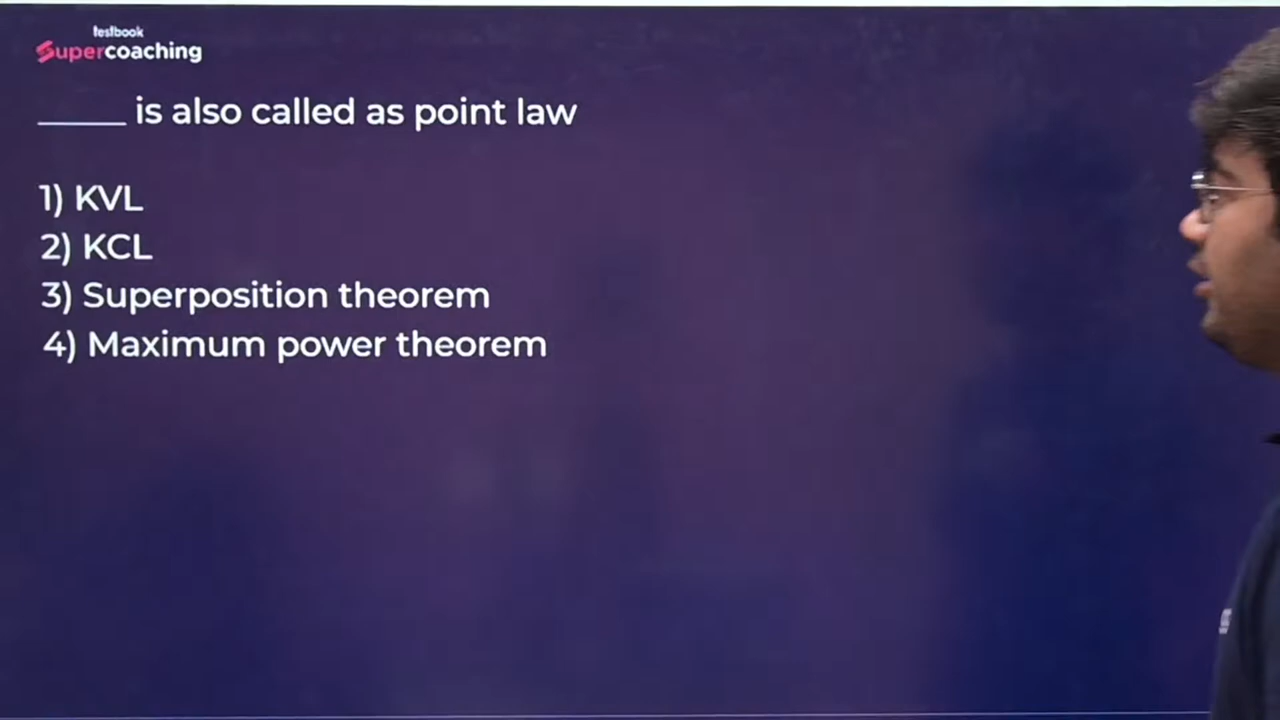 testbook
Supercoaching
_____ is also called as point law
1) KVL
2) KCL
3) Superposition theorem
4) Maximum power theorem